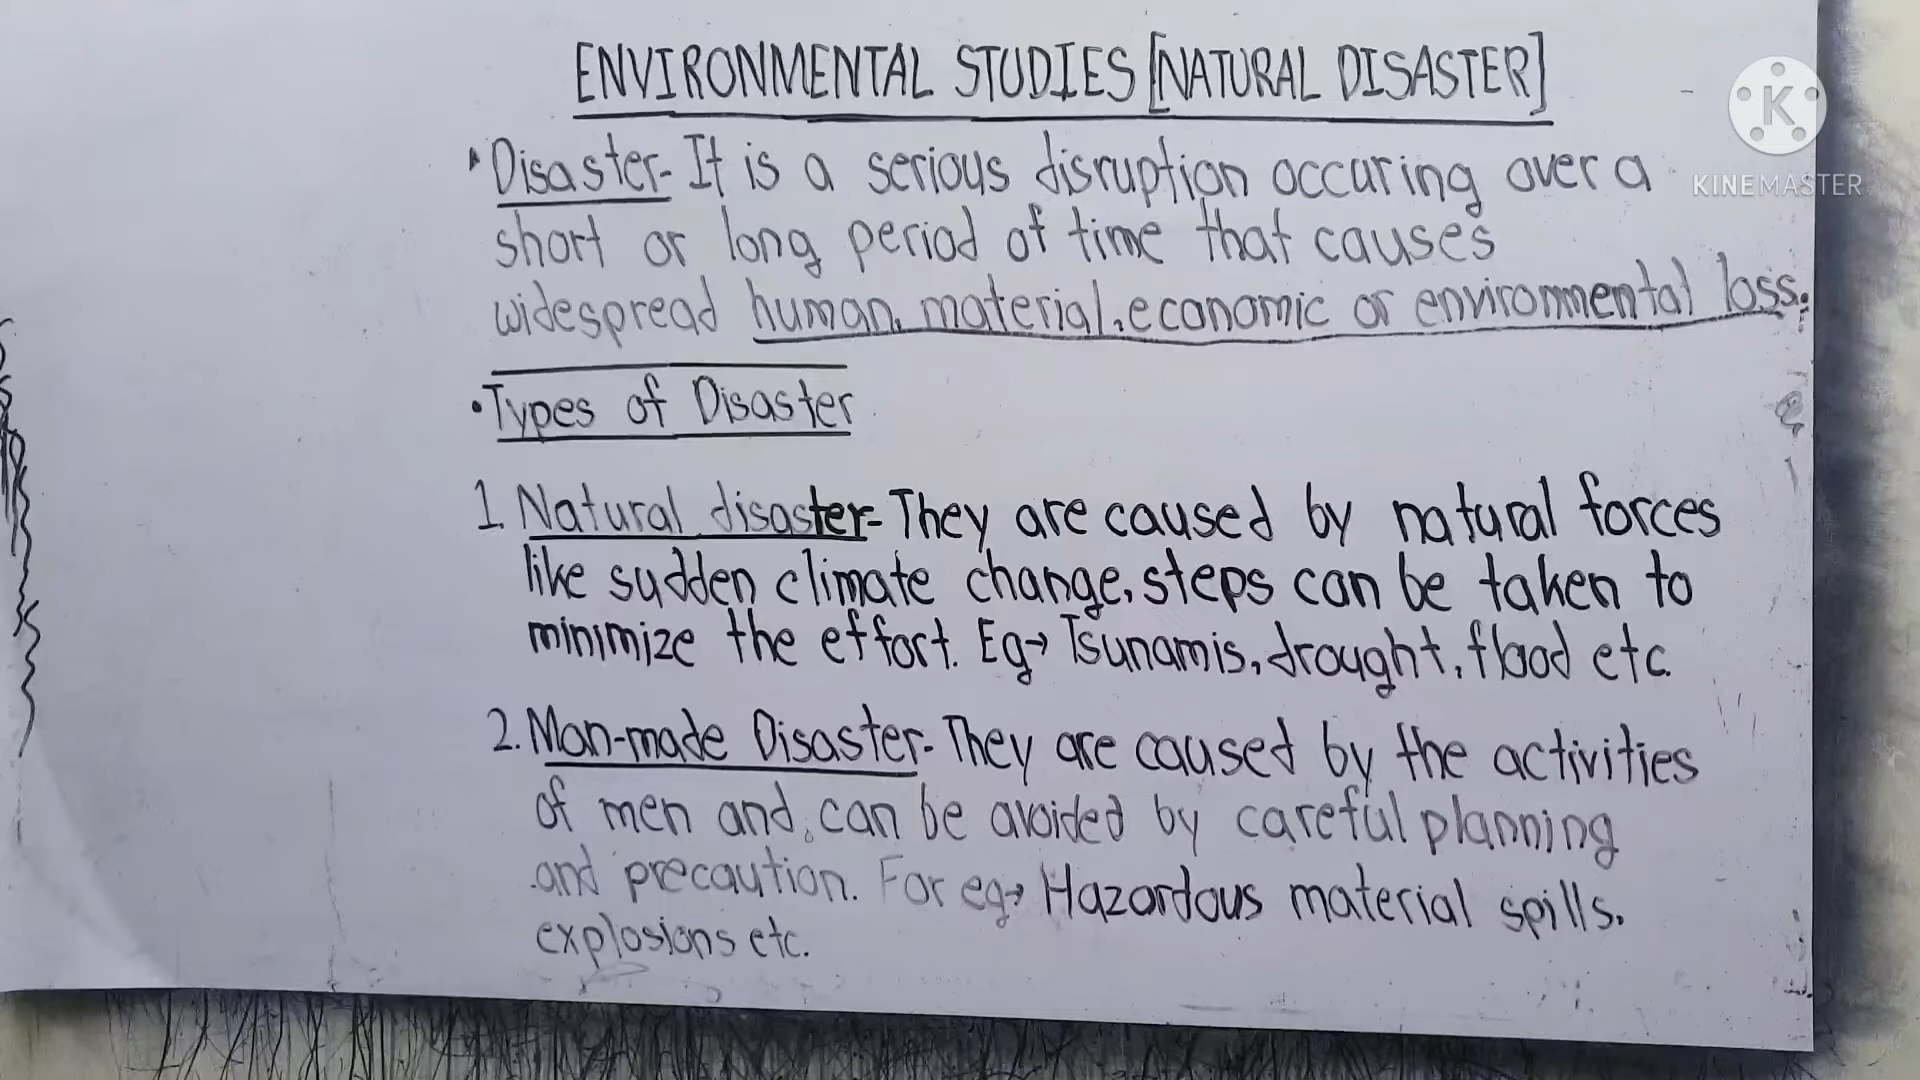 ENVIRONMENTAL STUDIES [NATURAL DISASTER]
K
KINEMASTER
• Disaster- It is a serious disruption occuring over a
short or long period of time that causes
widespread human, material, economic or environmental loss.
• Types of Disaster
1. Natural disaster- They are caused by natural forces
like sudden climate change, steps can be taken to
minimize the effort. Eg→ Tsunamis, drought, flood etc.
2. Man-made Disaster- They are caused by the activities
of men and can be avoided by careful planning
and precaution. For eg→ Hazardous material spills,
explosions etc.